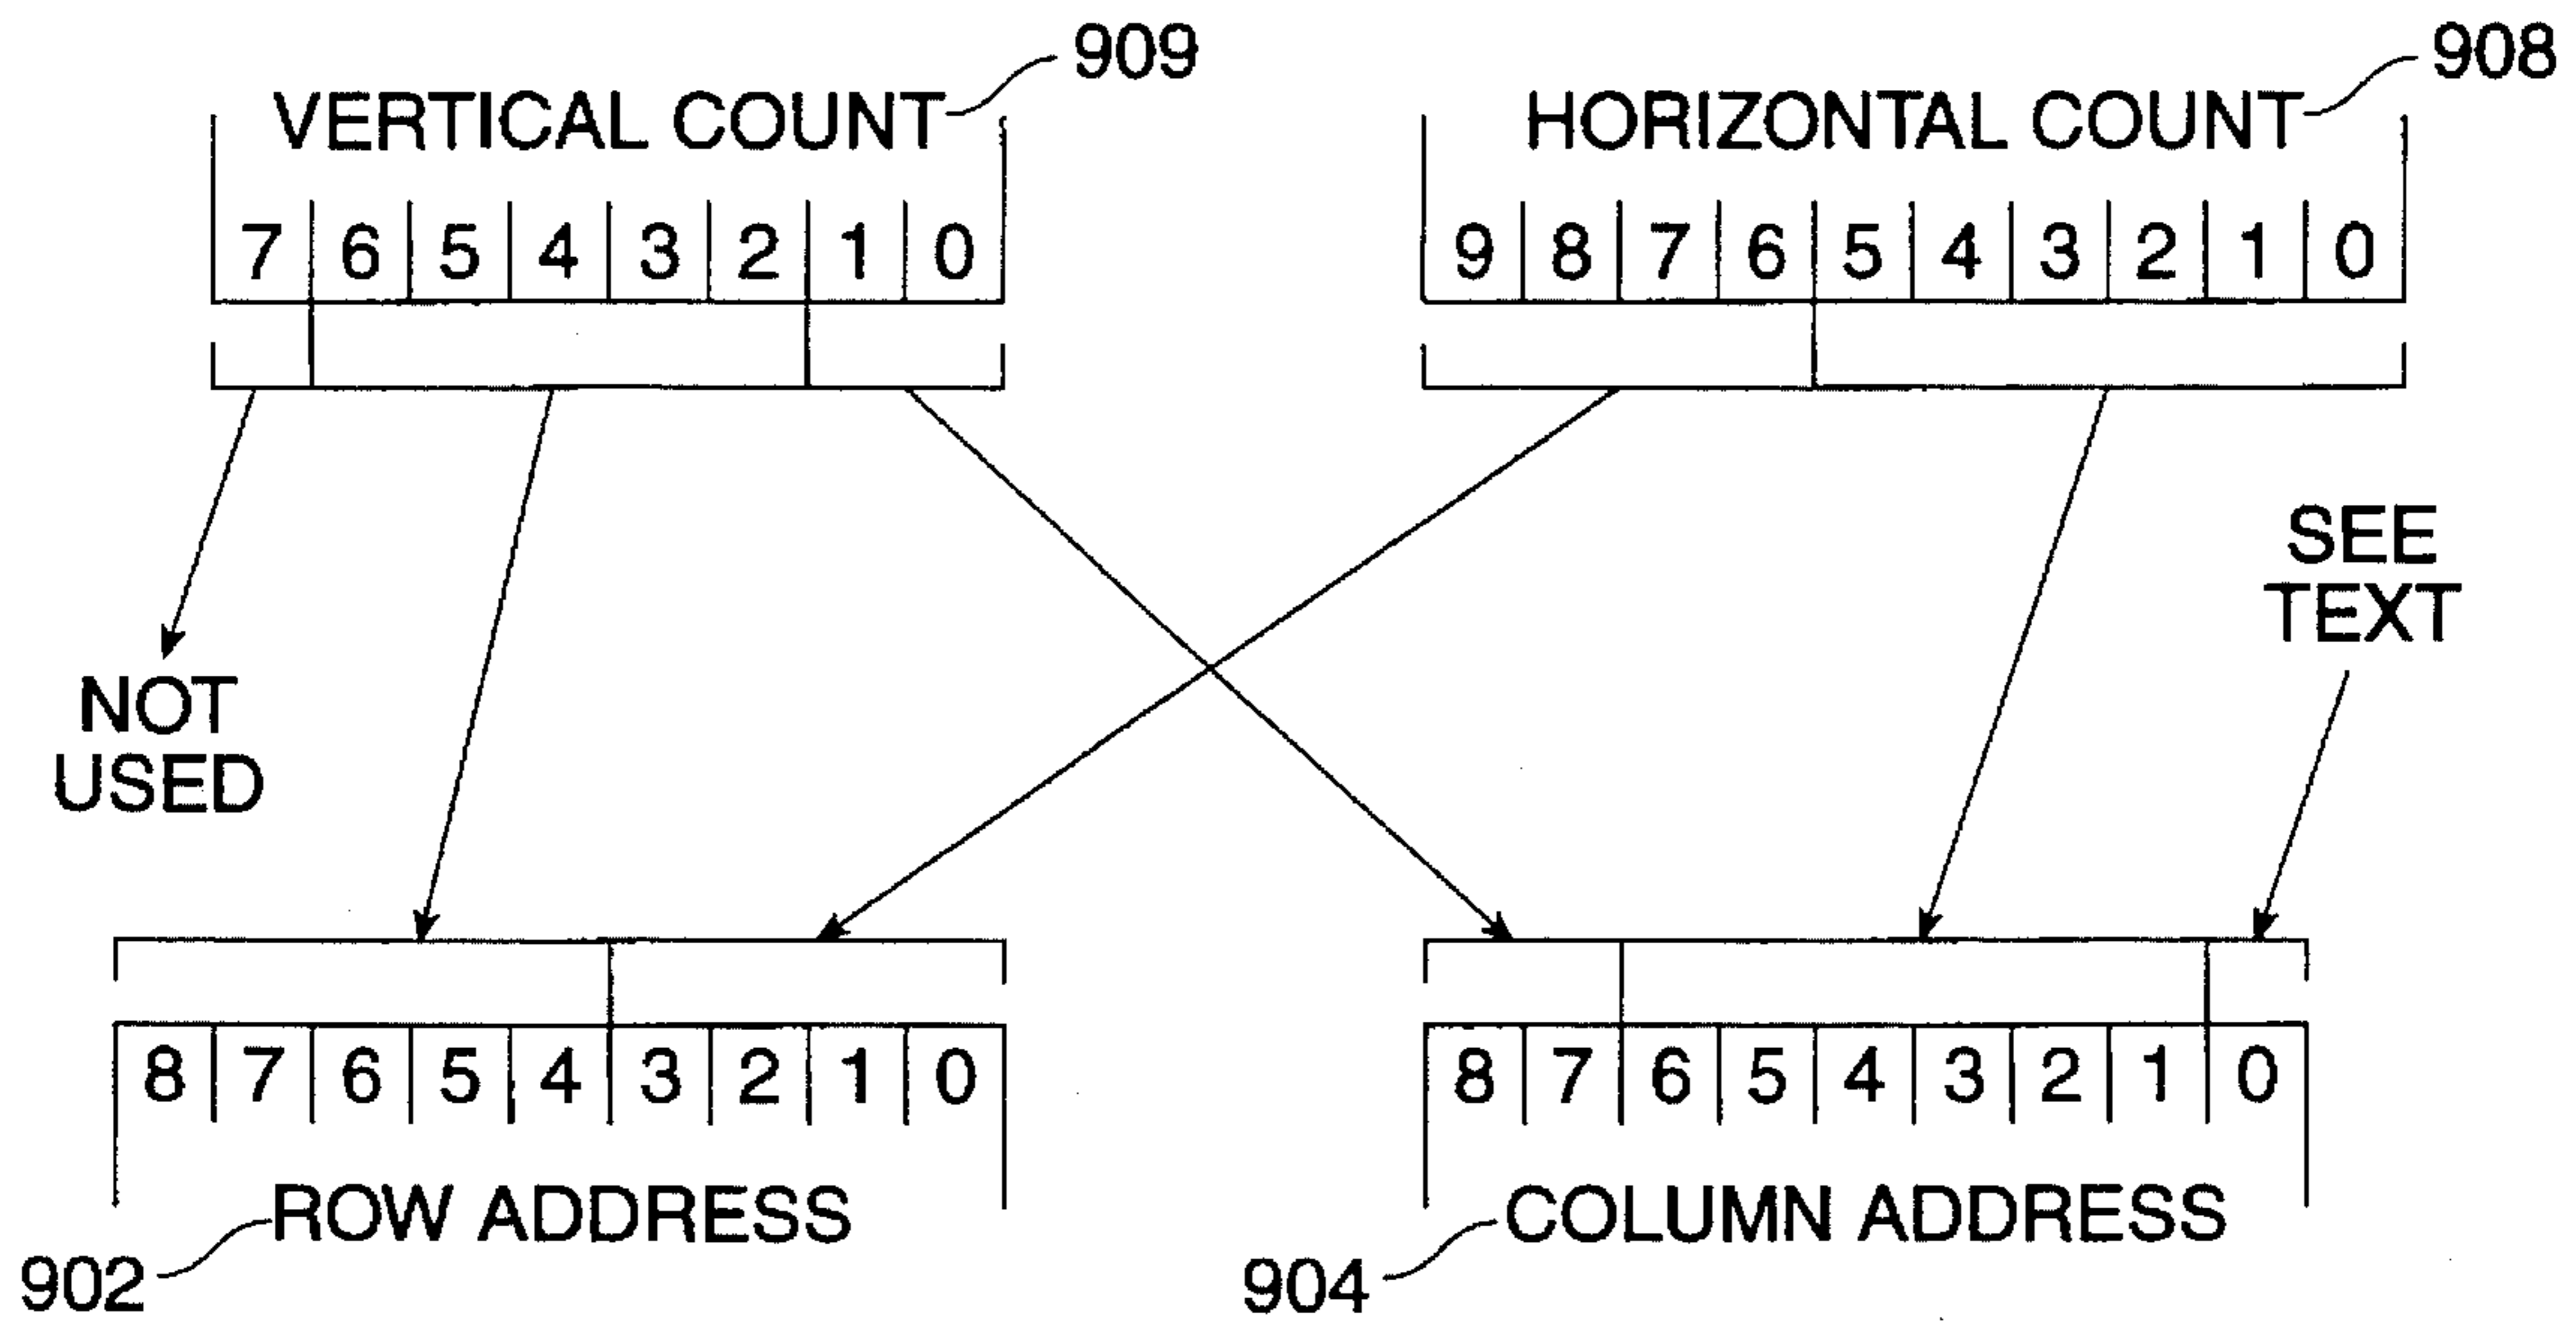 909
908
VERTICAL COUNT
HORIZONTAL COUNT
7 6 5 4 3 2 1 0
9 8 7 6 5 4 3 2 1 0
SEE
TEXT
NOT
USED
8 7 6 5 4 3 2 1 0
8 7 6 5 4 3 2 1 0
ROW ADDRESS
COLUMN ADDRESS
902
904